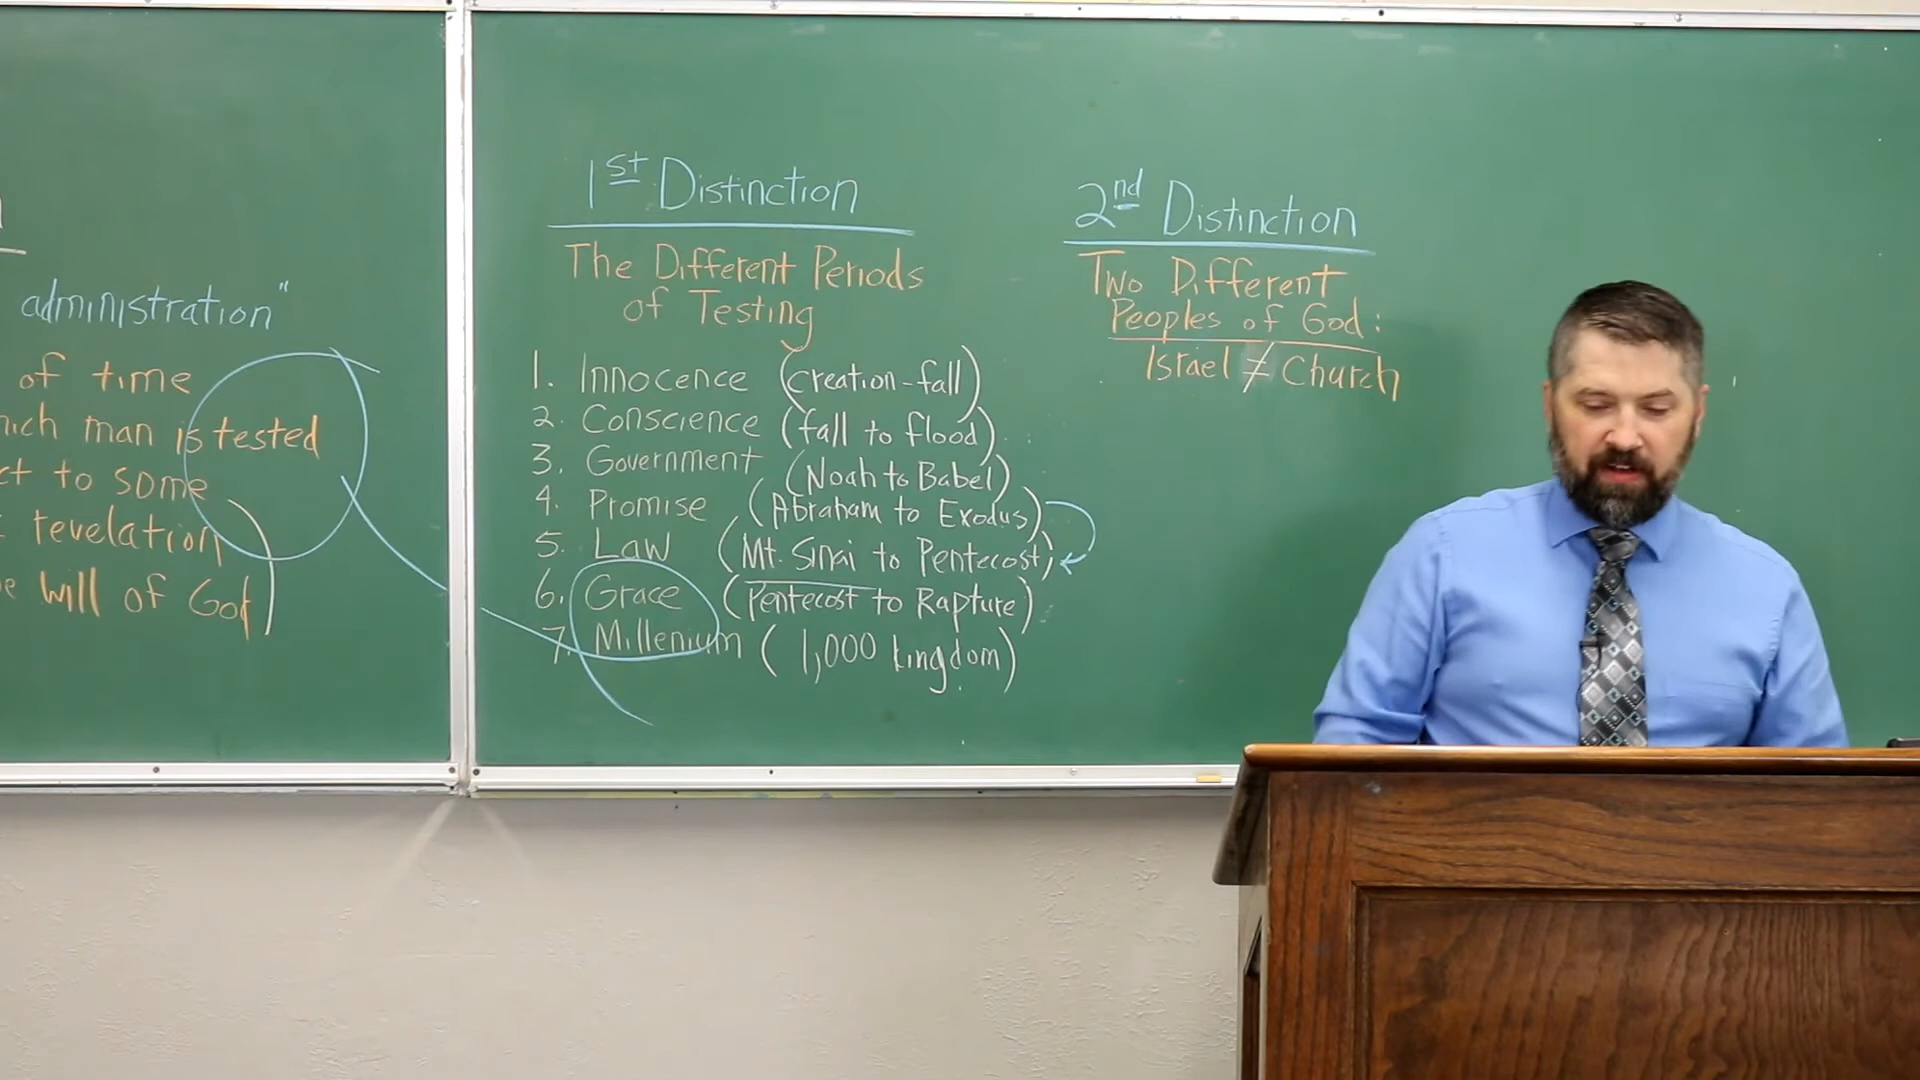 administration"
of time
which man is tested
ct to some
revelation
will of God
1st Distinction
The Different Periods
of Testing
1. Innocence (creation-fall)
2. Conscience (fall to flood)
3. Government (Noah to Babel)
4. Promise (Abraham to Exodus)
5. Law (Mt. Sinai to Pentecost)
6. Grace (Pentecost to Rapture)
7. Millenium (1,000 kingdom)
2nd Distinction
Two Different
Peoples of God:
Israel ≠ Church